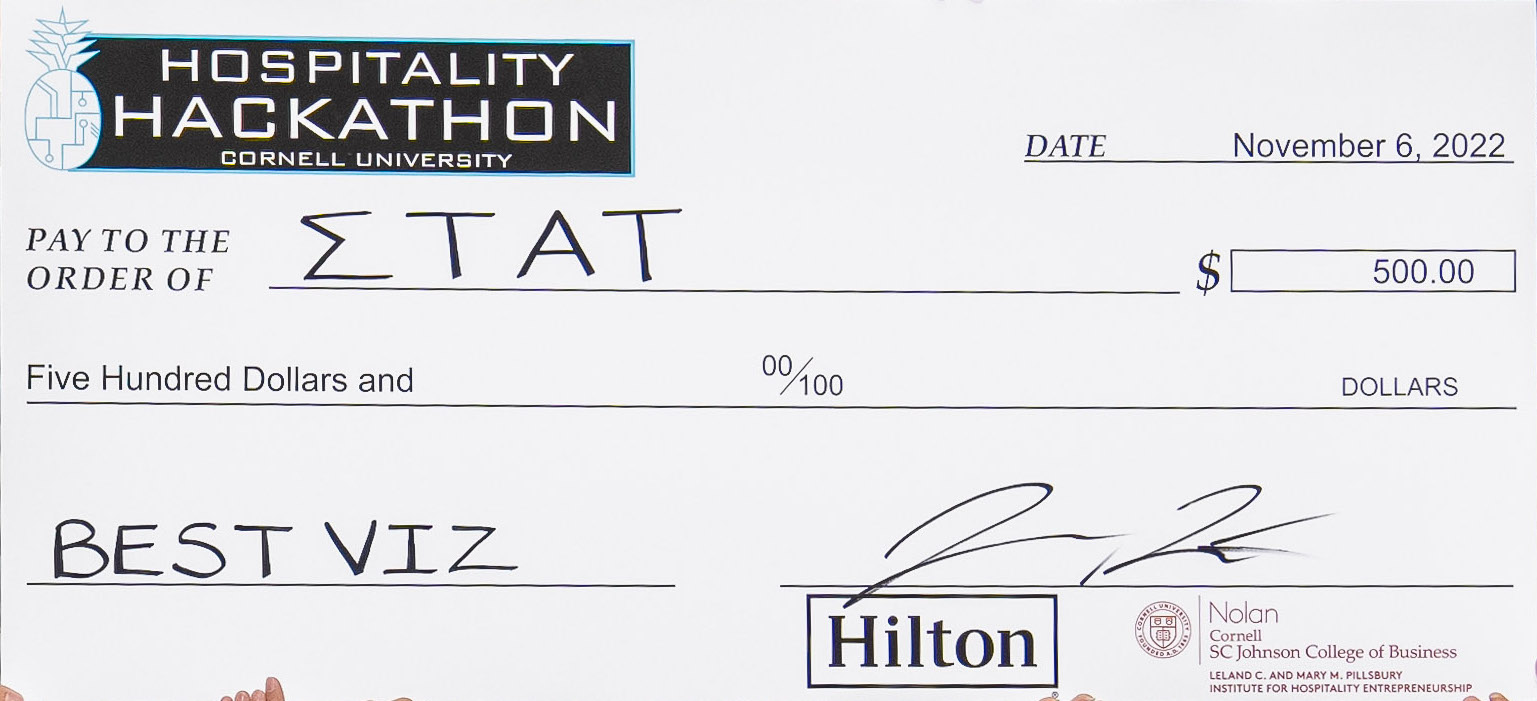 HOSPITALITY
HACKATHON
CORNELL UNIVERSITY
DATE November 6, 2022
PAY TO THE
ORDER OF ΣTAT
$ 500.00
Five Hundred Dollars and 00/100 DOLLARS
BEST VIZ
Hilton
®
Nolan
Cornell
SC Johnson College of Business
LELAND C. AND MARY M. PILLSBURY
INSTITUTE FOR HOSPITALITY ENTREPRENEURSHIP
CORNELL UNIVERSITY
FOUNDED A.D. 1865